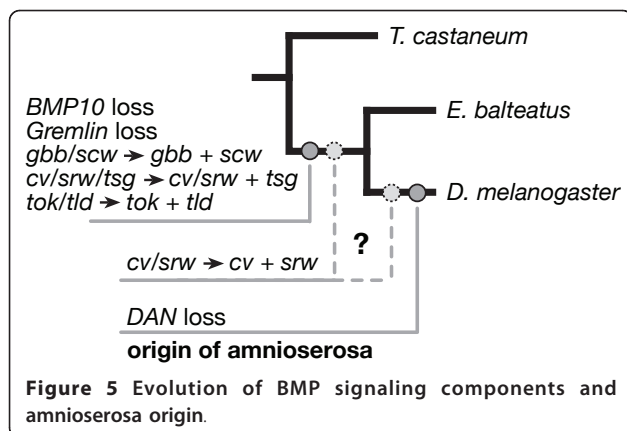 T. castaneum
BMP10 loss
Gremlin loss
gbb/scw → gbb + scw
cv/srw/tsg → cv/srw + tsg
tok/tld → tok + tld
E. balteatus
D. melanogaster
?
cv/srw → cv + srw
DAN loss
origin of amnioserosa
Figure 5 Evolution of BMP signaling components and
amnioserosa origin.